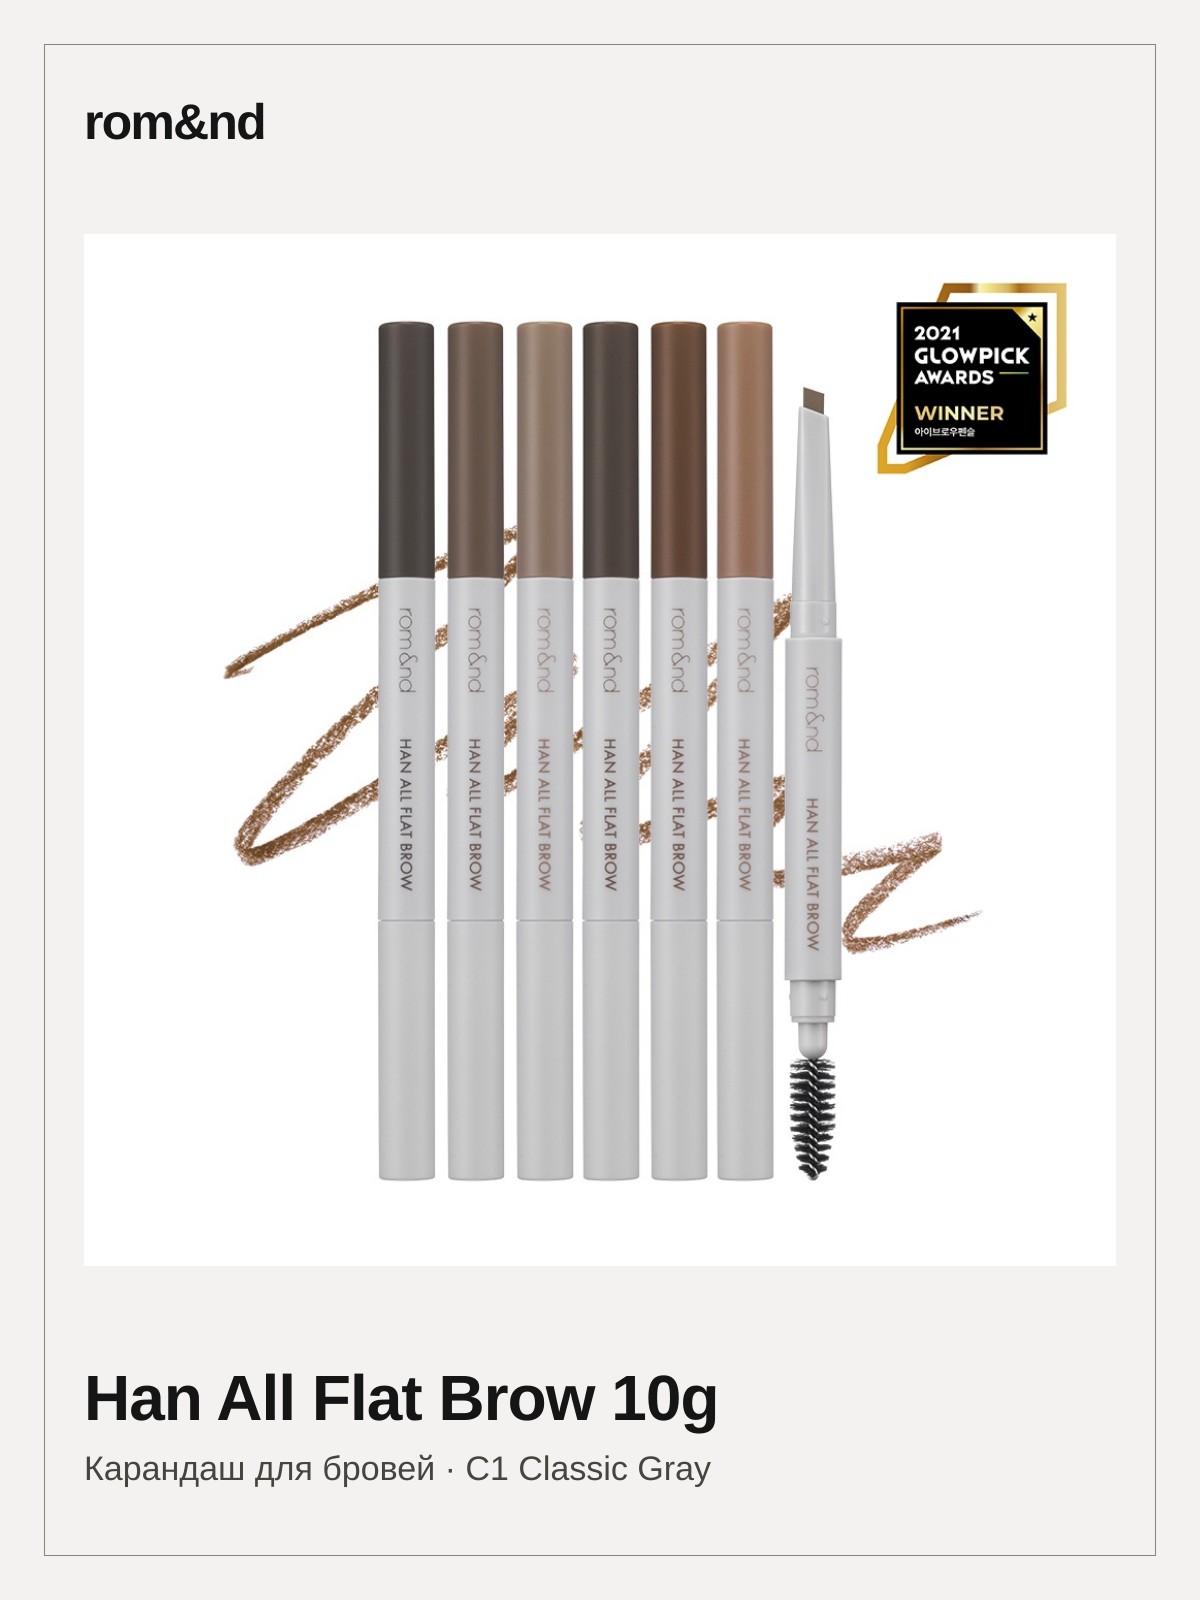 rom&nd
2021
GLOWPICK
AWARDS
WINNER
아이브로우펜슬
rom&nd HAN ALL FLAT BROW
rom&nd HAN ALL FLAT BROW
rom&nd HAN ALL FLAT BROW
rom&nd HAN ALL FLAT BROW
rom&nd HAN ALL FLAT BROW
rom&nd HAN ALL FLAT BROW
rom&nd HAN ALL FLAT BROW
Han All Flat Brow 10g
Карандаш для бровей · C1 Classic Gray